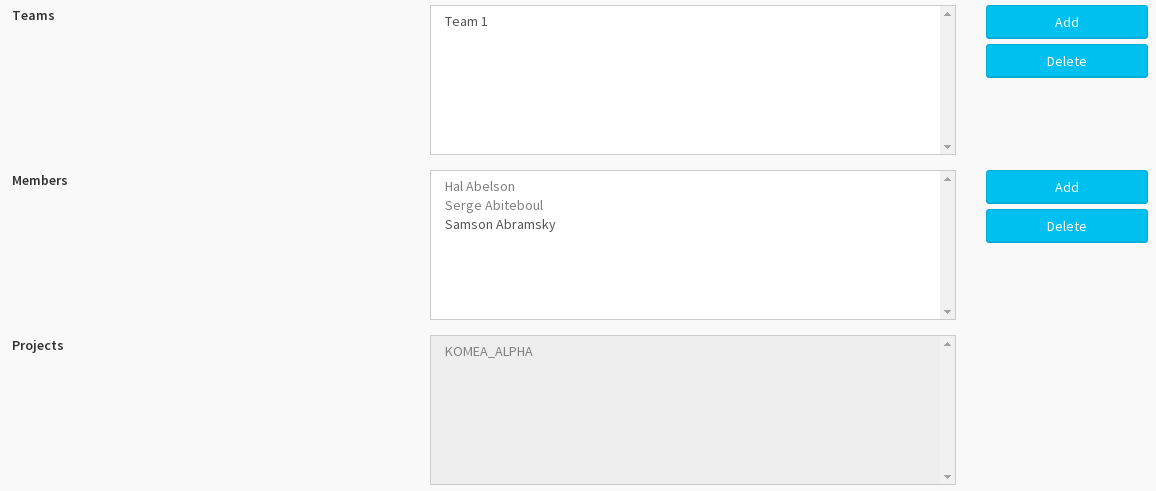 Teams
Team 1
Add
Delete
Members
Hal Abelson
Serge Abiteboul
Samson Abramsky
Add
Delete
Projects
KOMEA_ALPHA